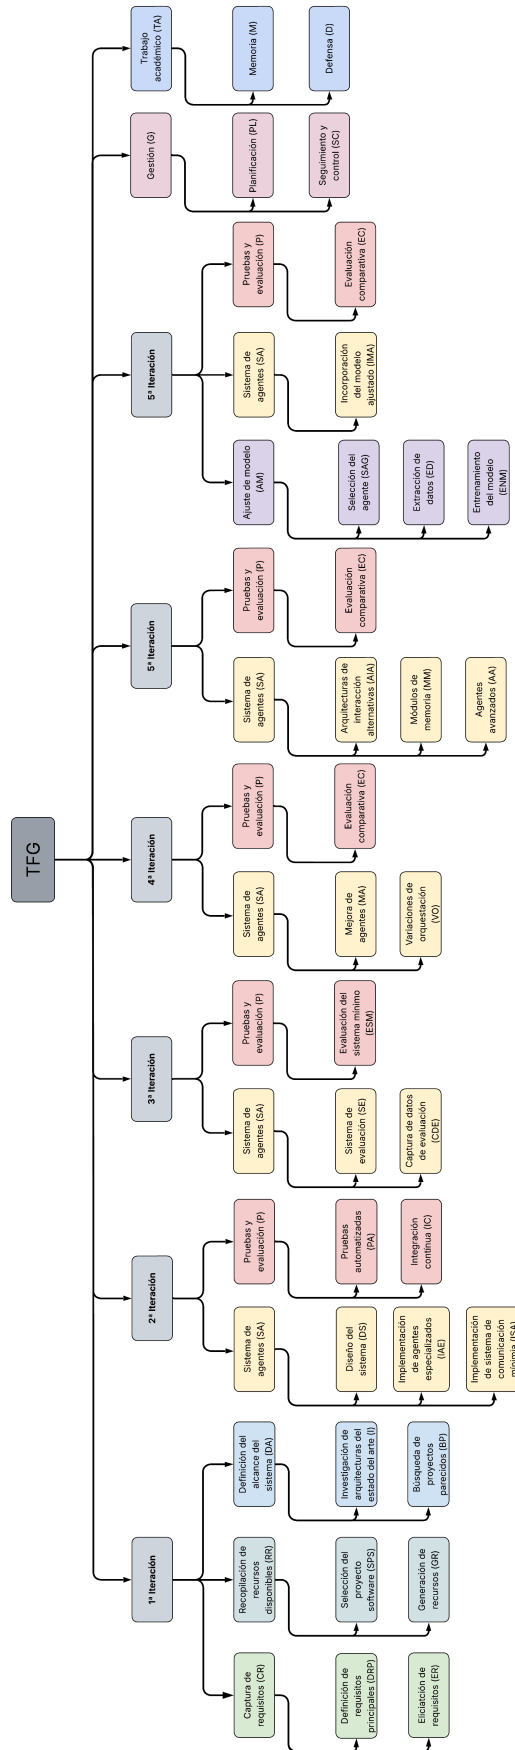 TFG
1ª Iteración
Captura de
requisitos (CR)
Definición de
requisitos
principales (DRP)
Eliciatción de
requisitos (ER)
Recopilación de
recursos
disponibles (RR)
Selección del
proyecto
software (SPS)
Generación de
recursos (GR)
Definición del
alcance del
sistema (DA)
Investigación de
arquitecturas del
estado del arte (I)
Búsqueda de
proyectos
parecidos (BP)
2ª Iteración
Sistema de
agentes (SA)
Diseño del
sistema (DS)
Implementación
de agentes
especializados
(IAE)
Implementación
de sistema de
comunicación
mínimia (ISA)
Pruebas y
evaluación (P)
Pruebas
automatizadas
(PA)
Integración
contínua (IC)
3ª Iteración
Sistema de
agentes (SA)
Sistema de
evaluación (SE)
Captura de datos
de evaluación
(CDE)
Pruebas y
evaluación (P)
Evaluación del
sistema mínimo
(ESM)
4ª Iteración
Sistema de
agentes (SA)
Mejora de
agentes (MA)
Variaciones de
orquestación
(VO)
Pruebas y
evaluación (P)
Evaluación
comparativa (EC)
5ª Iteración
Sistema de
agentes (SA)
Arquitecturas de
interacción
alternativas (AIA)
Módulos de
memoria (MM)
Agentes
avanzados (AA)
Pruebas y
evaluación (P)
Evaluación
comparativa (EC)
5ª Iteración
Ajuste de modelo
(AM)
Selección del
agente (SAG)
Extracción de
datos (ED)
Entrenamiento
del modelo
(ENM)
Sistema de
agentes (SA)
Incorporación
del modelo
ajustado (IMA)
Pruebas y
evaluación (P)
Evaluación
comparativa (EC)
Gestión (G)
Planificación (PL)
Seguimiento y
control (SC)
Trabajo
académico (TA)
Memoria (M)
Defensa (D)